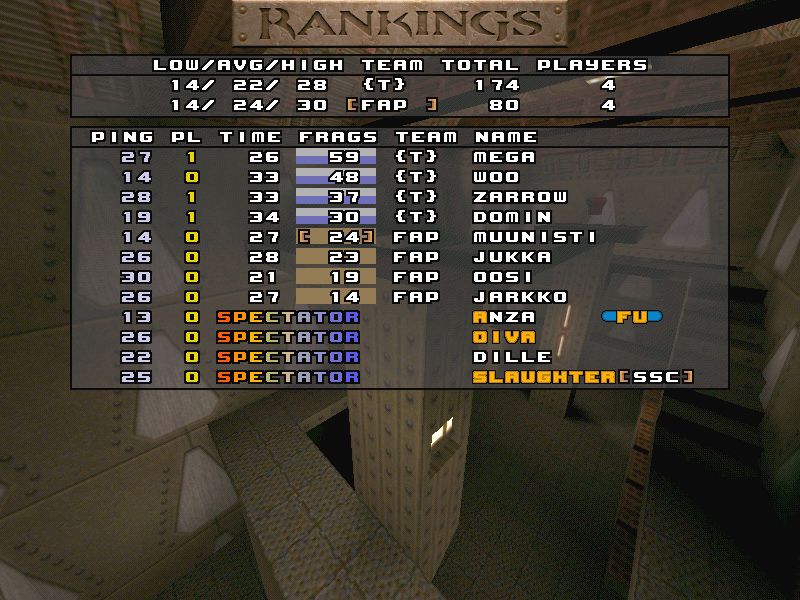 RANKINGS
LOW/AVG/HIGH TEAM TOTAL PLAYERS
14/ 22/ 28 {T} 174 4
14/ 24/ 30 [FAP ] 80 4
PING PL TIME FRAGS TEAM NAME
27 1 26 59 {T} MEGA
14 0 33 48 {T} WOO
28 1 33 37 {T} ZARROW
19 1 34 30 {T} DOMIN
14 0 27 [ 24] FAP MUUNISTI
26 0 28 23 FAP JUKKA
30 0 21 19 FAP OOSI
26 0 27 14 FAP JARKKO
13 0 SPECTATOR ANZA FU
26 0 SPECTATOR OIVA
22 0 SPECTATOR DILLE
25 0 SPECTATOR SLAUGHTER[SSC]